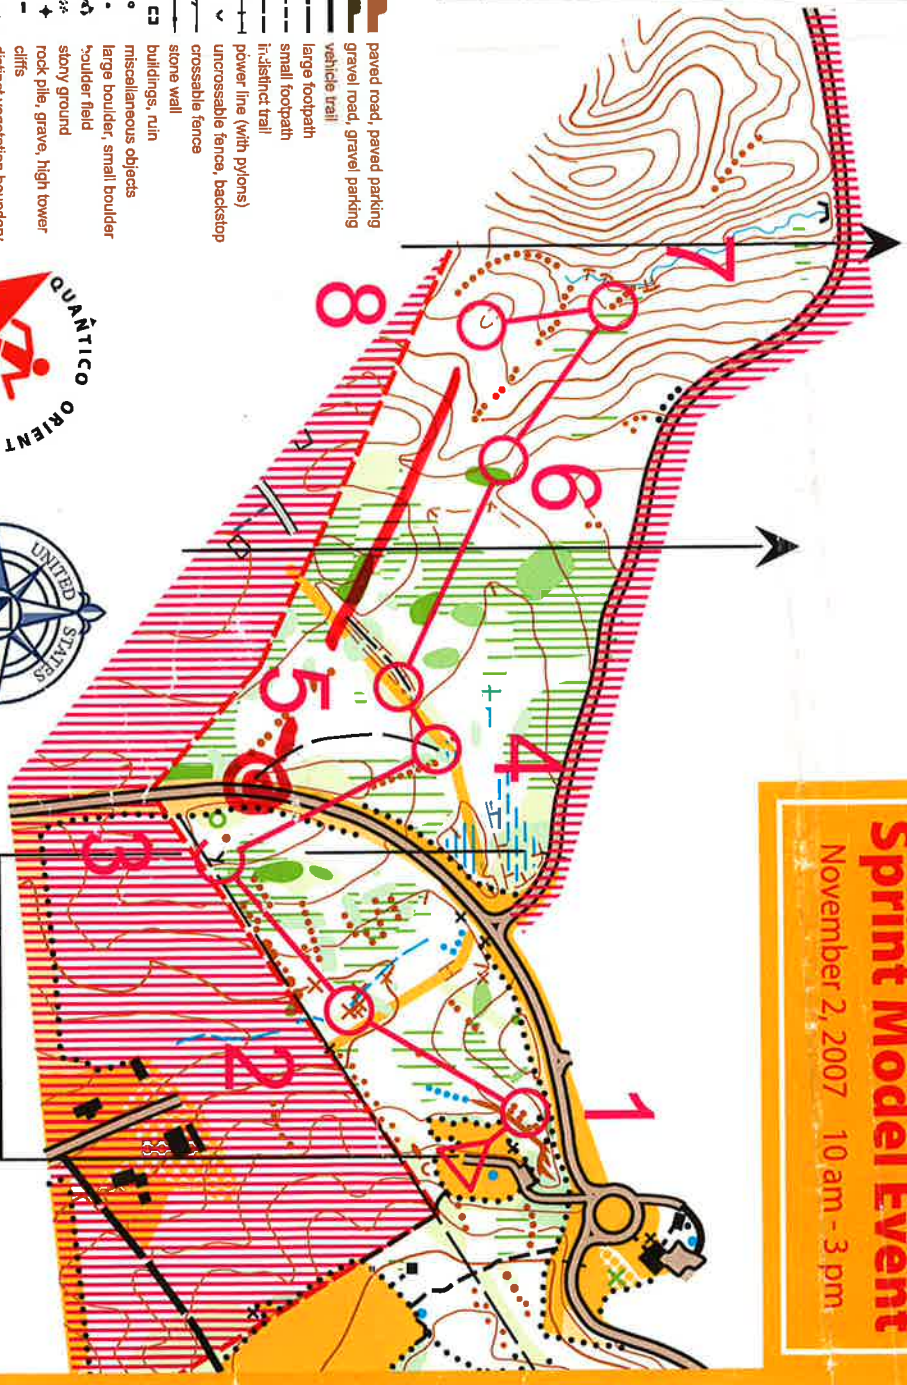 Sprint Model Event
November 2, 2007 10 am - 3 pm
paved road, paved parking
gravel road, gravel parking
vehicle trail
large footpath
small footpath
indistinct trail
power line (with pylons)
uncrossable fence, backstop
crossable fence
stone wall
buildings, ruin
miscellaneous objects
large boulder, small boulder
boulder field
stony ground
rock pile, grave, high tower
cliffs
distinct vegetation boundary
QUANTICO ORIENT
UNITED STATES
1
2
3
4
5
6
7
8